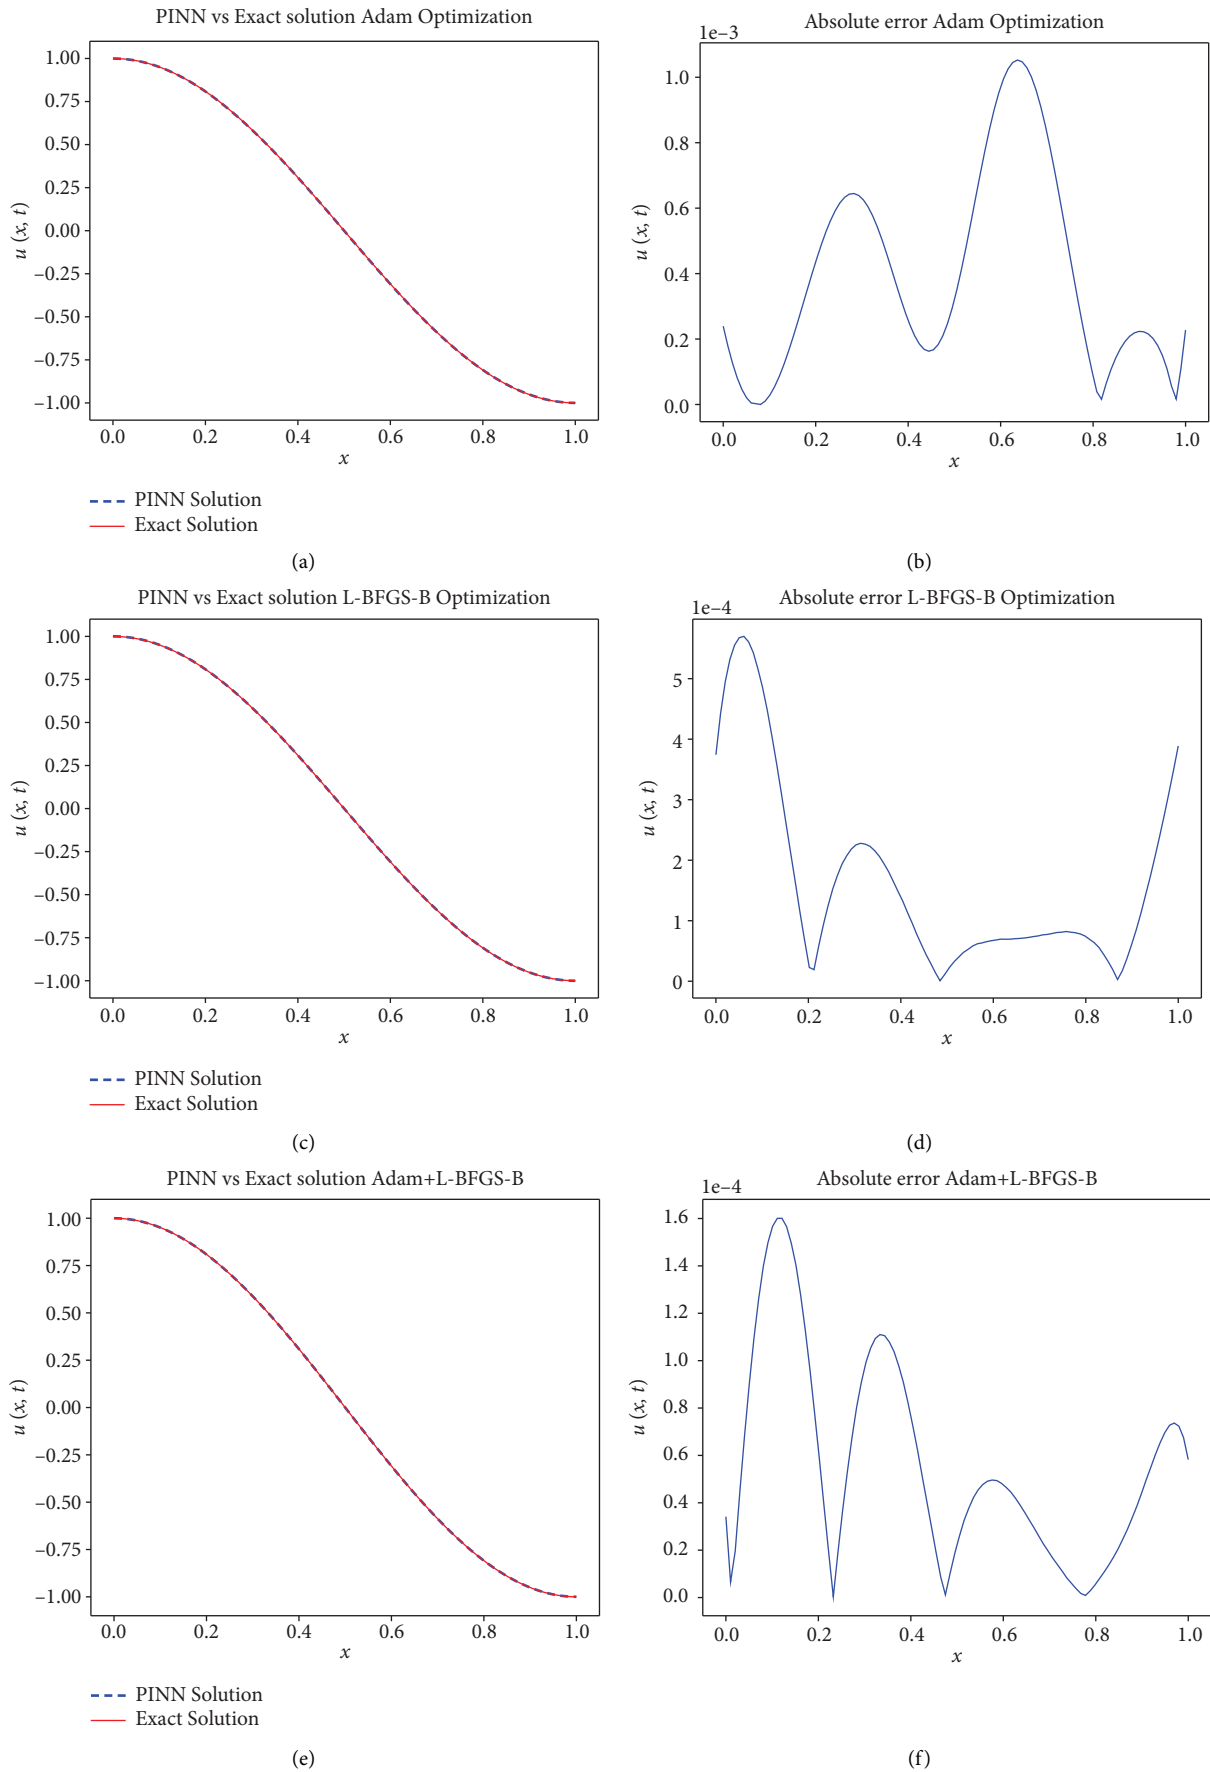 PINN vs Exact solution Adam Optimization
1.00
0.75
0.50
0.25
0.00
–0.25
–0.50
–0.75
–1.00
u (x, t)
0.0 0.2 0.4 0.6 0.8 1.0
x
PINN Solution
Exact Solution
(a)
Absolute error Adam Optimization
1e–3
1.0
0.8
0.6
0.4
0.2
0.0
u (x, t)
0.0 0.2 0.4 0.6 0.8 1.0
x
(b)
PINN vs Exact solution L-BFGS-B Optimization
1.00
0.75
0.50
0.25
0.00
–0.25
–0.50
–0.75
–1.00
u (x, t)
0.0 0.2 0.4 0.6 0.8 1.0
x
PINN Solution
Exact Solution
(c)
Absolute error L-BFGS-B Optimization
1e–4
5
4
3
2
1
0
u (x, t)
0.0 0.2 0.4 0.6 0.8 1.0
x
(d)
PINN vs Exact solution Adam+L-BFGS-B
1.00
0.75
0.50
0.25
0.00
–0.25
–0.50
–0.75
–1.00
u (x, t)
0.0 0.2 0.4 0.6 0.8 1.0
x
PINN Solution
Exact Solution
(e)
Absolute error Adam+L-BFGS-B
1e–4
1.6
1.4
1.2
1.0
0.8
0.6
0.4
0.2
0.0
u (x, t)
0.0 0.2 0.4 0.6 0.8 1.0
x
(f)